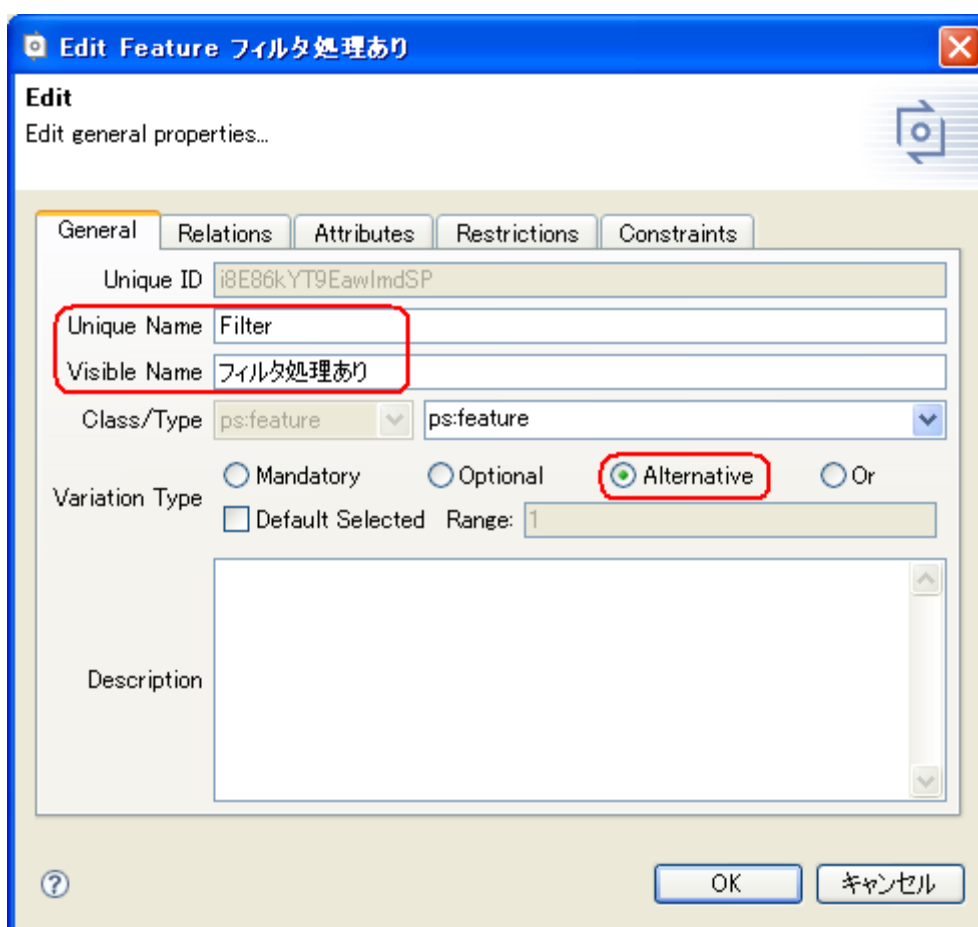 Edit Feature フィルタ処理あり
Edit
Edit general properties...
General Relations Attributes Restrictions Constraints
Unique ID i8E86kYT9EawImdSP
Unique Name Filter
Visible Name フィルタ処理あり
Class/Type ps:feature ps:feature
Variation Type Mandatory Optional Alternative Or
Default Selected Range: 1
Description
OK キャンセル